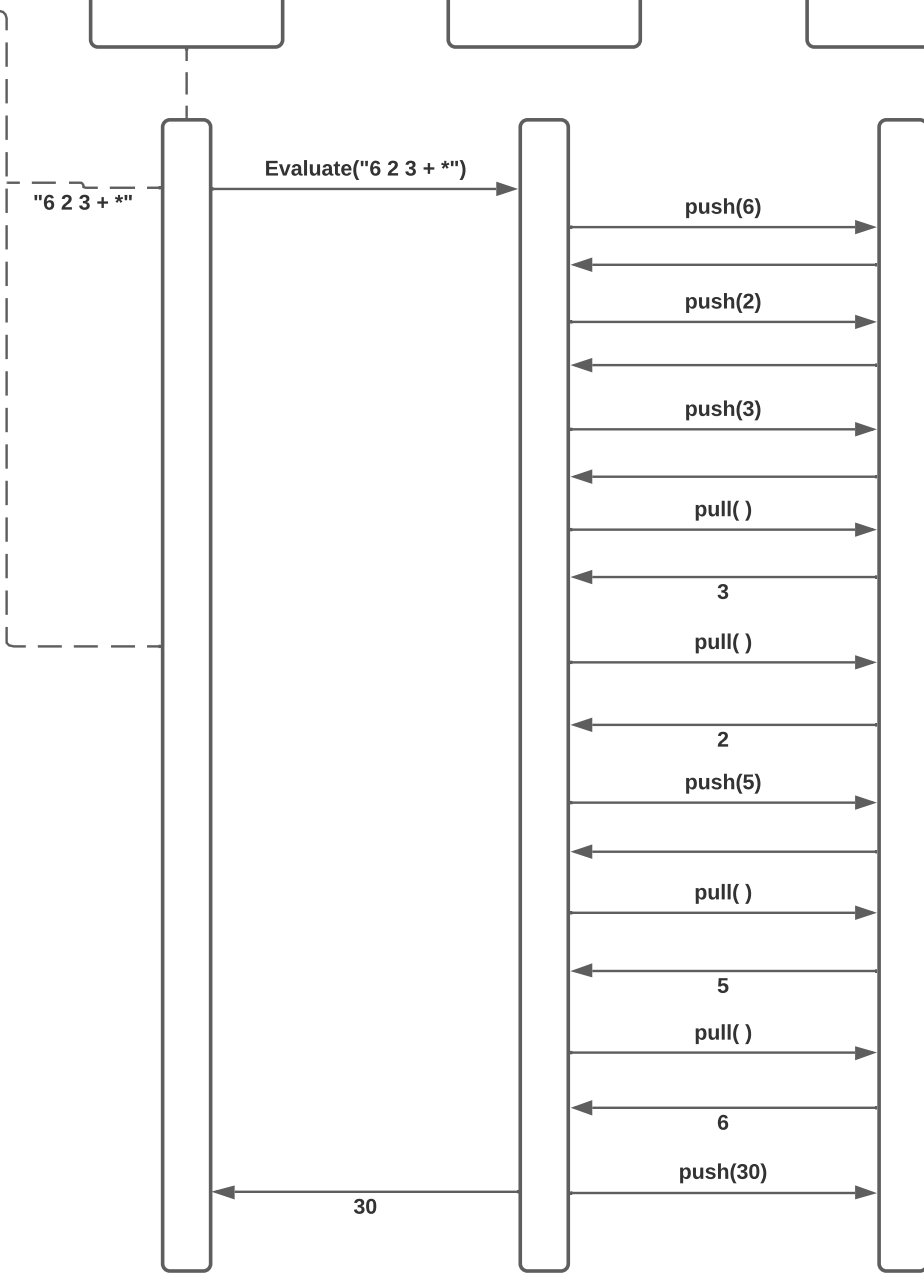 Evaluate("6 2 3 + *")
"6 2 3 + *"
push(6)
push(2)
push(3)
pull( )
3
pull( )
2
push(5)
pull( )
5
pull( )
6
push(30)
30